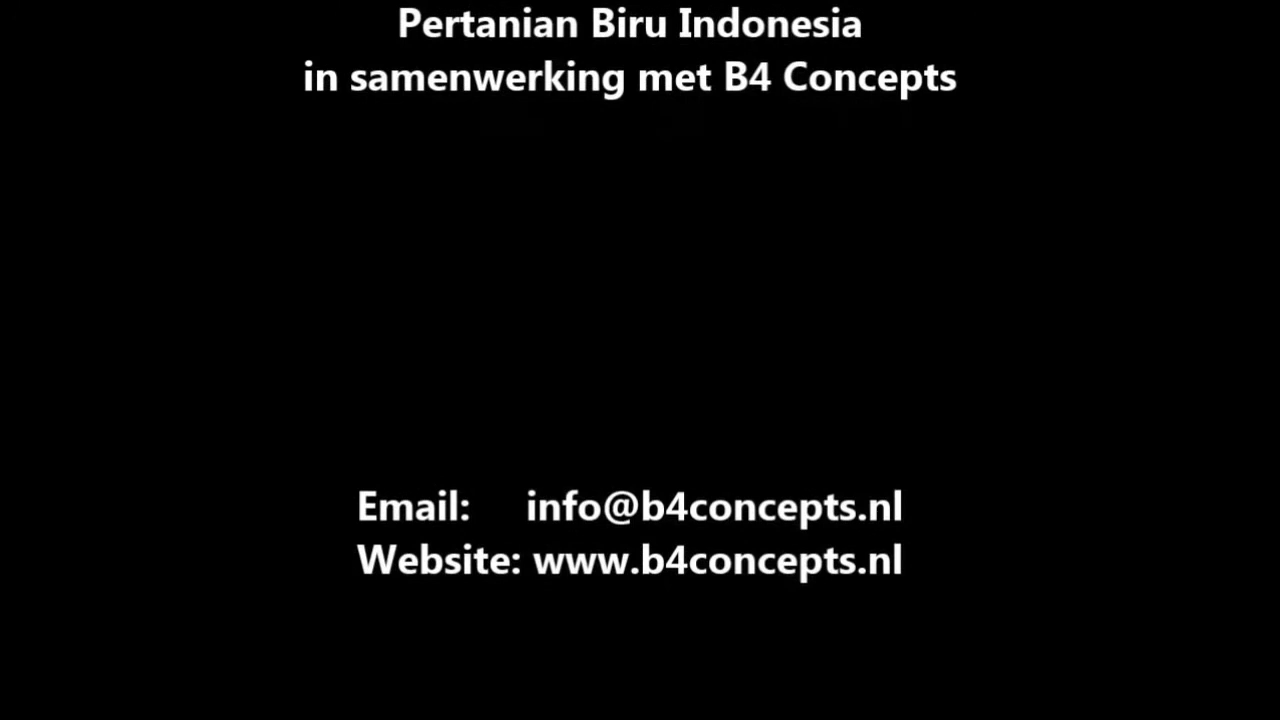 Pertanian Biru Indonesia
in samenwerking met B4 Concepts
Email: info@b4concepts.nl
Website: www.b4concepts.nl